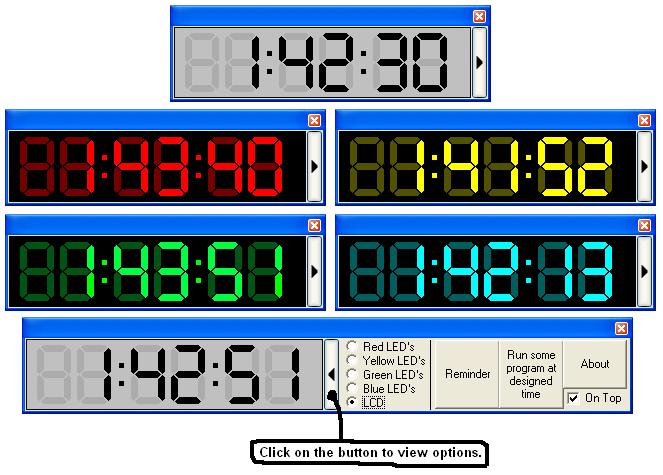 1:42:30
1:43:40
1:41:52
1:43:51
1:42:13
1:42:51
Red LED's
Yellow LED's
Green LED's
Blue LED's
LCD
Reminder
Run some
program at
designed
time
About
On Top
Click on the button to view options.